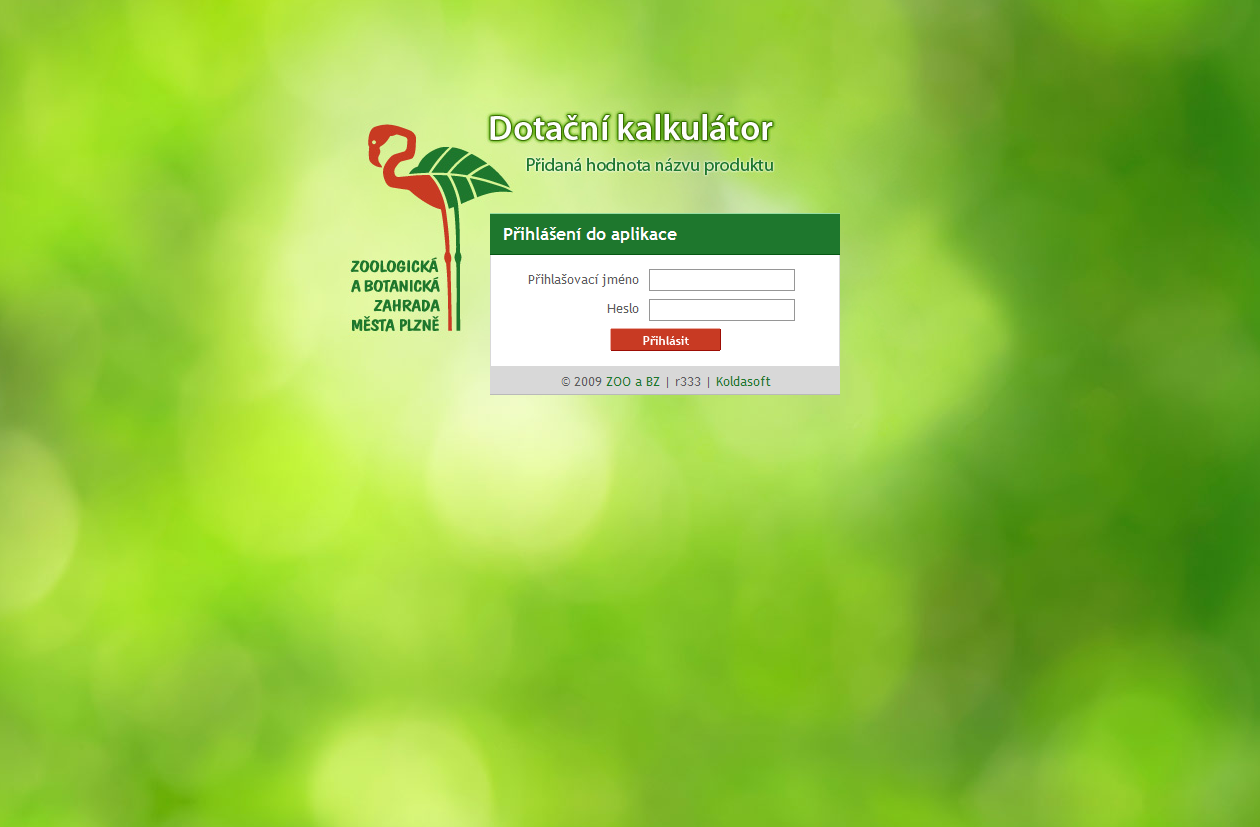 Dotační kalkulátor
Přidaná hodnota názvu produktu
ZOOLOGICKÁ
A BOTANICKÁ
ZAHRADA
MĚSTA PLZNĚ
Přihlášení do aplikace
Přihlašovací jméno
Heslo
Přihlásit
© 2009 ZOO a BZ | r333 | Koldasoft